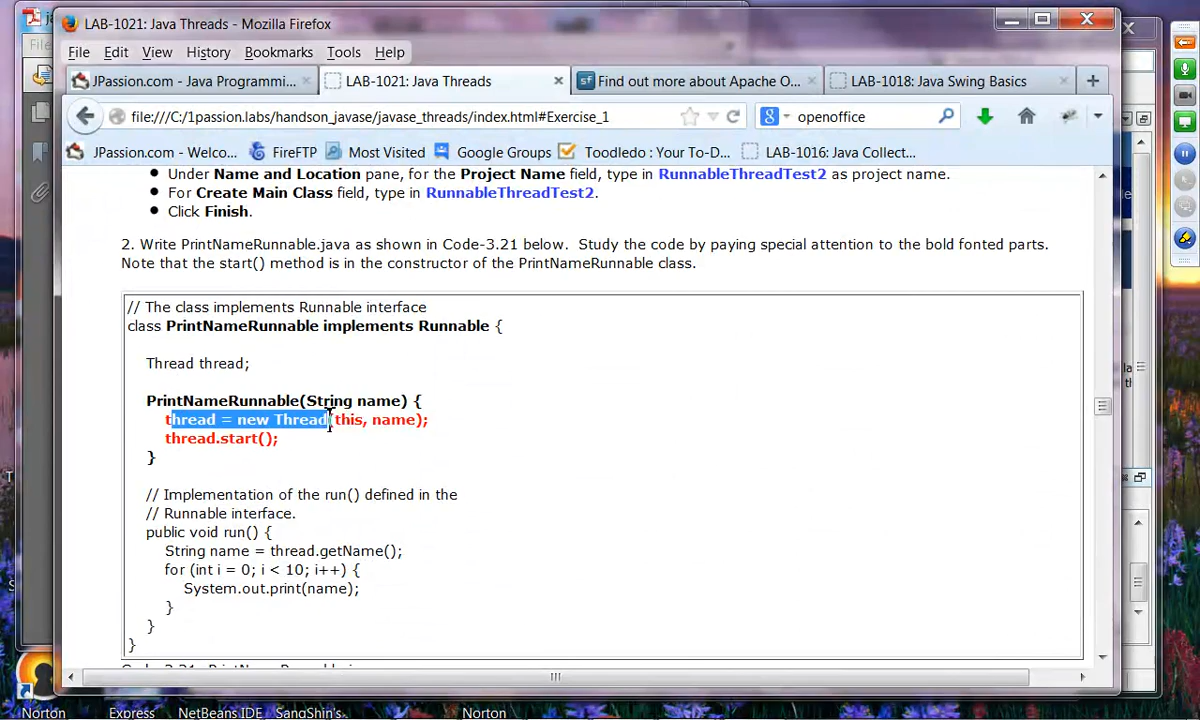 LAB-1021: Java Threads - Mozilla Firefox
File Edit View History Bookmarks Tools Help
JPassion.com - Java Programmi...
LAB-1021: Java Threads
Find out more about Apache O...
LAB-1018: Java Swing Basics
file:///C:/1passion.labs/handson_javase/javase_threads/index.html#Exercise_1
openoffice
JPassion.com - Welco... FireFTP Most Visited Google Groups Toodledo : Your To-D... LAB-1016: Java Collect...
Under Name and Location pane, for the Project Name field, type in RunnableThreadTest2 as project name.
For Create Main Class field, type in RunnableThreadTest2.
Click Finish.
2. Write PrintNameRunnable.java as shown in Code-3.21 below. Study the code by paying special attention to the bold fonted parts.
Note that the start() method is in the constructor of the PrintNameRunnable class.
// The class implements Runnable interface
class PrintNameRunnable implements Runnable {
Thread thread;
PrintNameRunnable(String name) {
thread = new Thread(this, name);
thread.start();
}
// Implementation of the run() defined in the
// Runnable interface.
public void run() {
String name = thread.getName();
for (int i = 0; i < 10; i++) {
System.out.print(name);
}
}
}
Norton Express NetBeans IDE SangShin's Norton